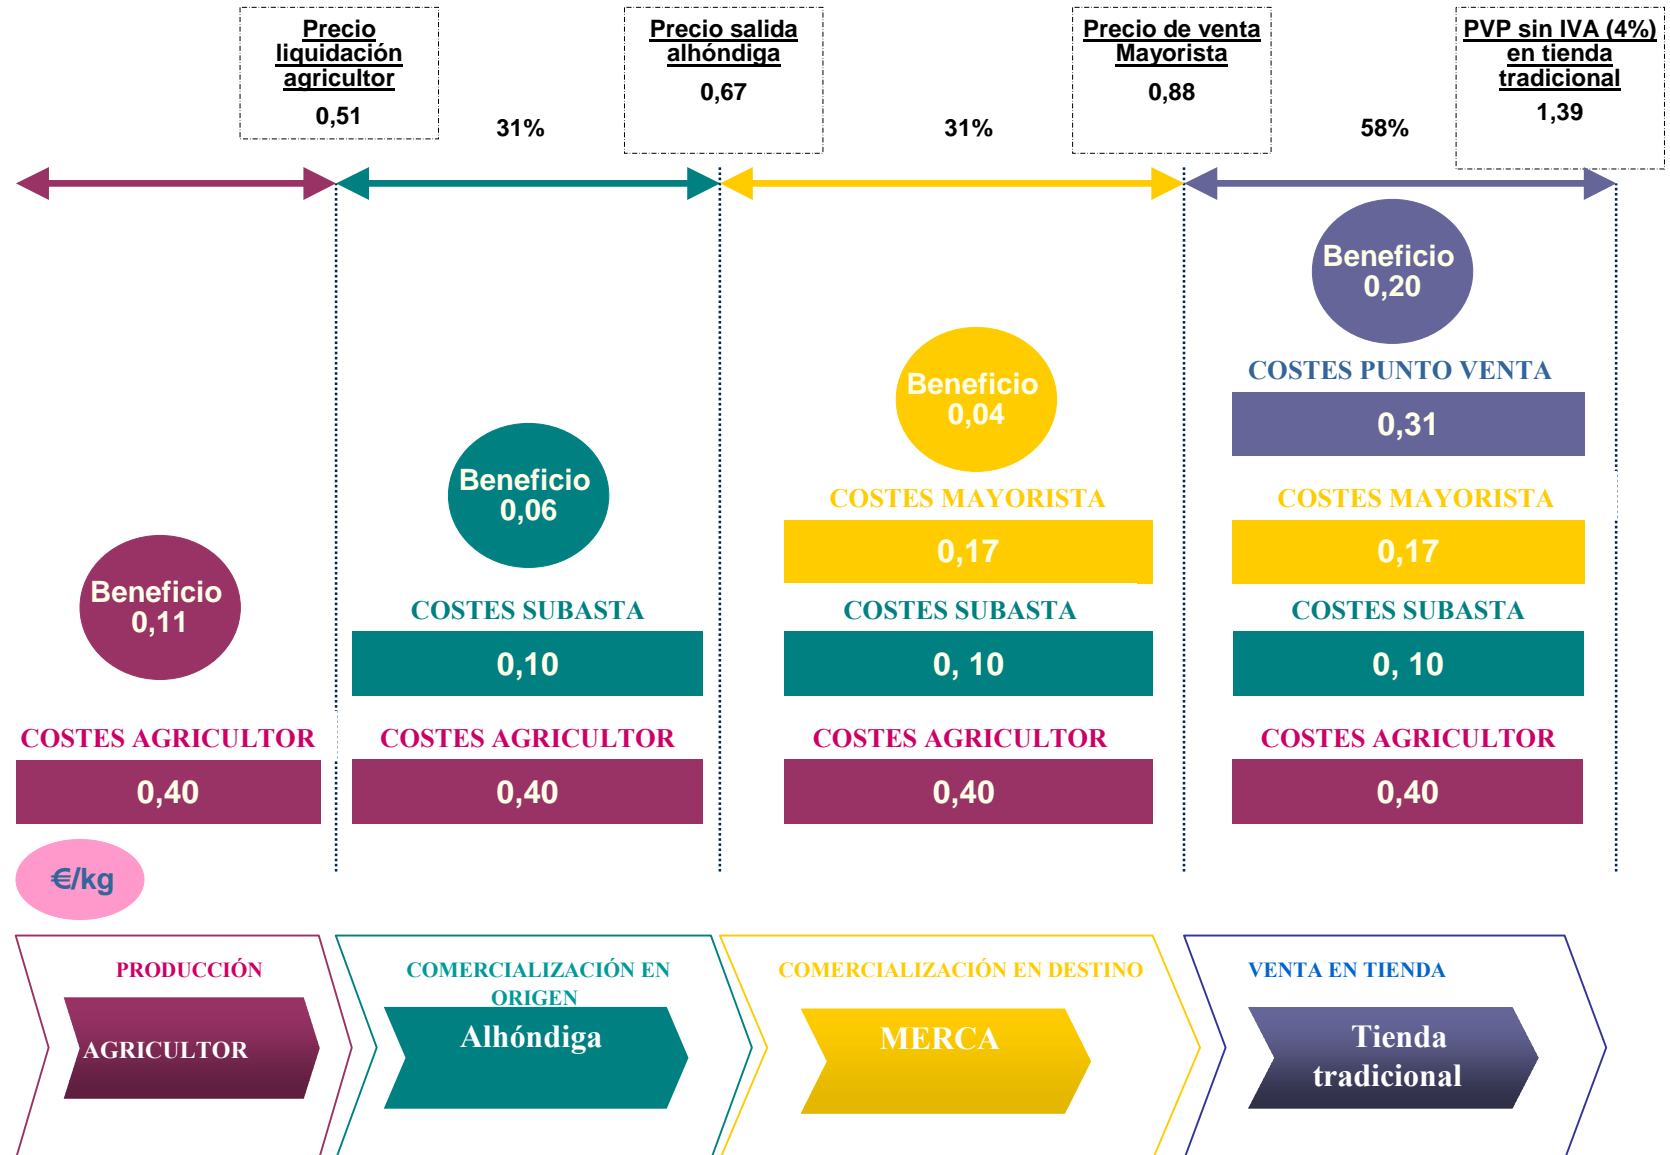 Precio
liquidación
agricultor
0,51
31%
Precio salida
alhóndiga
0,67
31%
Precio de venta
Mayorista
0,88
58%
PVP sin IVA (4%)
en tienda
tradicional
1,39
Beneficio
0,11
COSTES AGRICULTOR
0,40
Beneficio
0,06
COSTES SUBASTA
0,10
COSTES AGRICULTOR
0,40
Beneficio
0,04
COSTES MAYORISTA
0,17
COSTES SUBASTA
0, 10
COSTES AGRICULTOR
0,40
Beneficio
0,20
COSTES PUNTO VENTA
0,31
COSTES MAYORISTA
0,17
COSTES SUBASTA
0, 10
COSTES AGRICULTOR
0,40
€/kg
PRODUCCIÓN
AGRICULTOR
COMERCIALIZACIÓN EN
ORIGEN
Alhóndiga
COMERCIALIZACIÓN EN DESTINO
MERCA
VENTA EN TIENDA
Tienda
tradicional